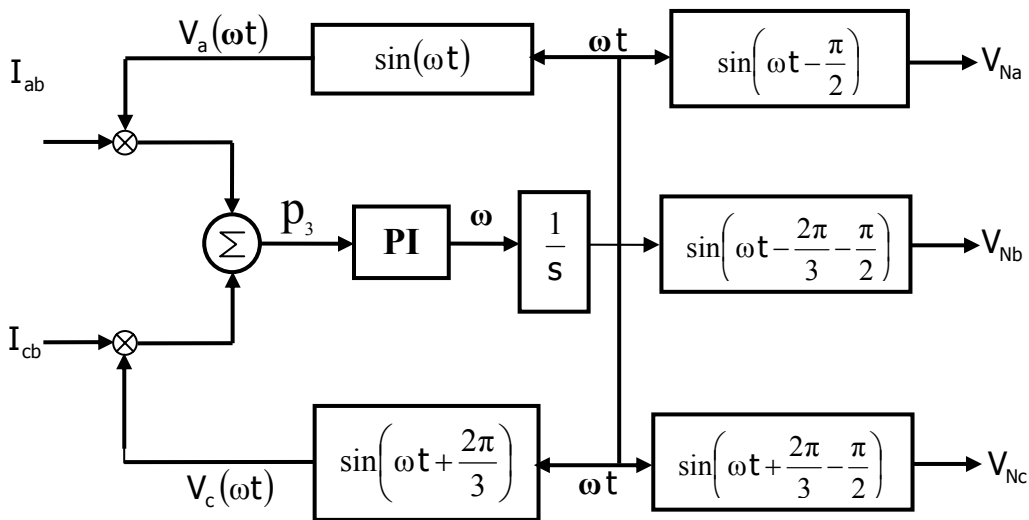 V_a(ωt)
sin(ωt)
ωt
sin(ωt − π/2)
V_Na
I_ab
⊗
Σ
p_3
PI
ω
1/s
sin(ωt − 2π/3 − π/2)
V_Nb
I_cb
⊗
V_c(ωt)
sin(ωt + 2π/3)
ωt
sin(ωt + 2π/3 − π/2)
V_Nc